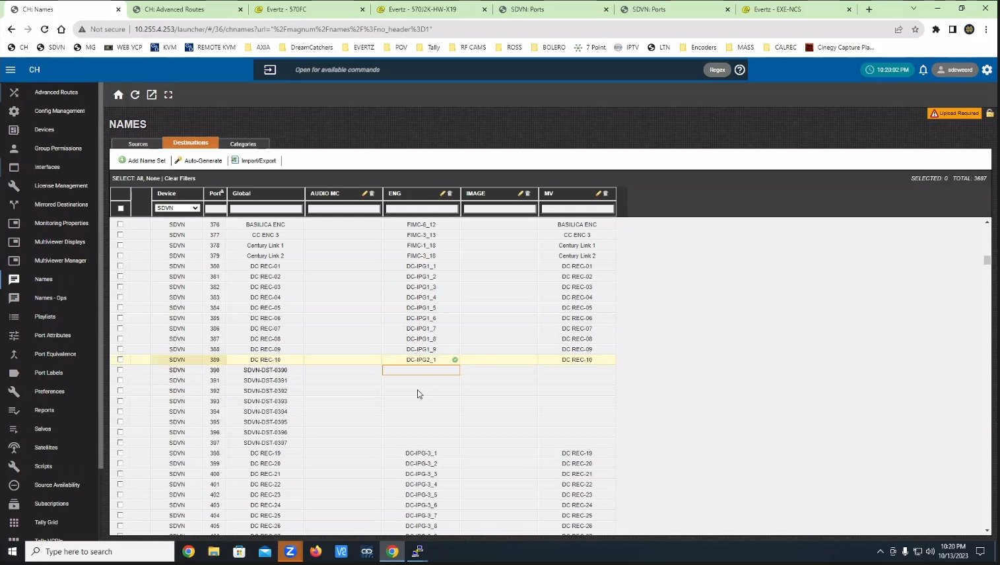 CH: Names
CH: Advanced Routes
Evertz - 570FC
Evertz - 570J2K-HW-X19
SDVN: Ports
SDVN: Ports
Evertz - EXE-NCS
Not secure 10.255.4.253/launcher/#/36/chnames?url="%2Fmagnum%2Fnames%2F%3Fno_header%3D1"
CH SDVN MG WEB VCP KVM REMOTE KVM AXIA DreamCatchers EVERTZ POV Tally RF CAMS ROSS BOLERO 7 Point IPTV LTN Encoders MASS CALREC Cinegy Capture Pla...
CH
Open for available commands
Regex
10:20:02 PM
sdeweerd
Advanced Routes
Config Management
Devices
Group Permissions
Interfaces
License Management
Mirrored Destinations
Monitoring Properties
Multiviewer Displays
Multiviewer Manager
Names
Names - Ops
Playlists
Port Attributes
Port Equivalence
Port Labels
Preferences
Reports
Salvos
Satellites
Scripts
Source Availability
Subscriptions
Tally Grid
Upload Required
NAMES
Sources Destinations Categories
Add Name Set Auto-Generate Import/Export
SELECT: All, None | Clear Filters
SELECTED: 0 TOTAL: 3687
Device Port Global AUDIO MC ENG IMAGE MV
SDVN
SDVN 376 BASILICA ENC FIMC-6_12 BASILICA ENC
SDVN 377 CC ENC 3 FIMC-3_13 CC ENC 3
SDVN 378 Century Link 1 FIMC-1_18 Century Link 1
SDVN 379 Century Link 2 FIMC-3_18 Century Link 2
SDVN 380 DC REC-01 DC-IPG1_1 DC REC-01
SDVN 381 DC REC-02 DC-IPG1_2 DC REC-02
SDVN 382 DC REC-03 DC-IPG1_3 DC REC-03
SDVN 383 DC REC-04 DC-IPG1_4 DC REC-04
SDVN 384 DC REC-05 DC-IPG1_5 DC REC-05
SDVN 385 DC REC-06 DC-IPG1_6 DC REC-06
SDVN 386 DC REC-07 DC-IPG1_7 DC REC-07
SDVN 387 DC REC-08 DC-IPG1_8 DC REC-08
SDVN 388 DC REC-09 DC-IPG1_9 DC REC-09
SDVN 389 DC REC-10 DC-IPG2_1 DC REC-10
SDVN 390 SDVN-DST-0390
SDVN 391 SDVN-DST-0391
SDVN 392 SDVN-DST-0392
SDVN 393 SDVN-DST-0393
SDVN 394 SDVN-DST-0394
SDVN 395 SDVN-DST-0395
SDVN 396 SDVN-DST-0396
SDVN 397 SDVN-DST-0397
SDVN 398 DC REC-19 DC-IPG-3_1 DC REC-19
SDVN 399 DC REC-20 DC-IPG-3_2 DC REC-20
SDVN 400 DC REC-21 DC-IPG-3_3 DC REC-21
SDVN 401 DC REC-22 DC-IPG-3_4 DC REC-22
SDVN 402 DC REC-23 DC-IPG-3_5 DC REC-23
SDVN 403 DC REC-24 DC-IPG-3_6 DC REC-24
SDVN 404 DC REC-25 DC-IPG-3_7 DC REC-25
SDVN 405 DC REC-26 DC-IPG-3_8 DC REC-26
Type here to search
10:20 PM
10/13/2023